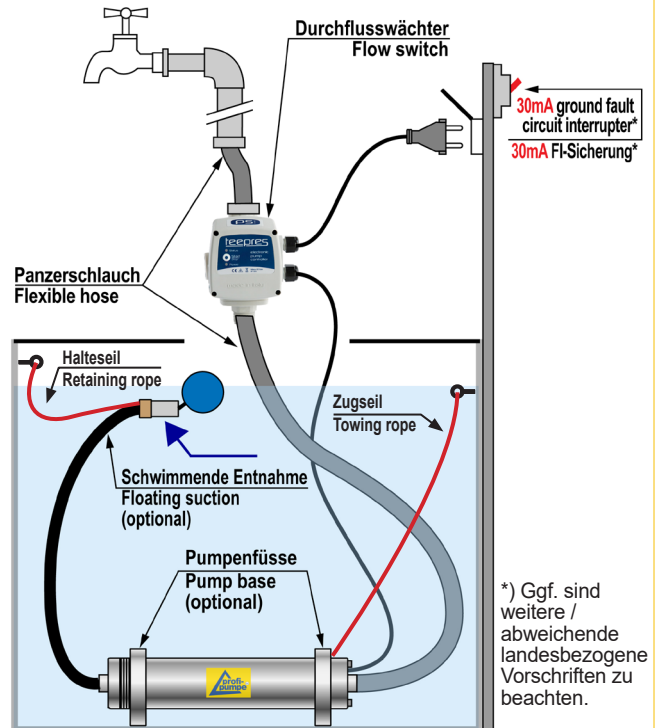 Durchflusswächter
Flow switch
30mA ground fault
circuit interrupter*
30mA FI-Sicherung*
PS
teepres
Panzerschlauch
Flexible hose
Halteseil
Retaining rope
Zugseil
Towing rope
Schwimmende Entnahme
Floating suction
(optional)
Pumpenfüsse
Pump base
(optional)
*) Ggf. sind
weitere /
abweichende
landesbezogene
Vorschriften zu
beachten.
profi-
pumpe